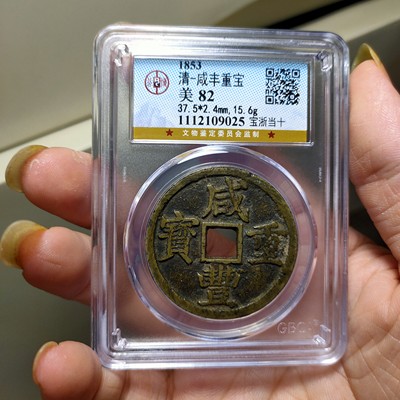 1853
清-咸丰重宝
美 82
37.5*2.4mm,15.6g
1112109025 宝浙当十
★ 文物鉴定委员会监制 ★
咸
寶 重
豐
GBCA